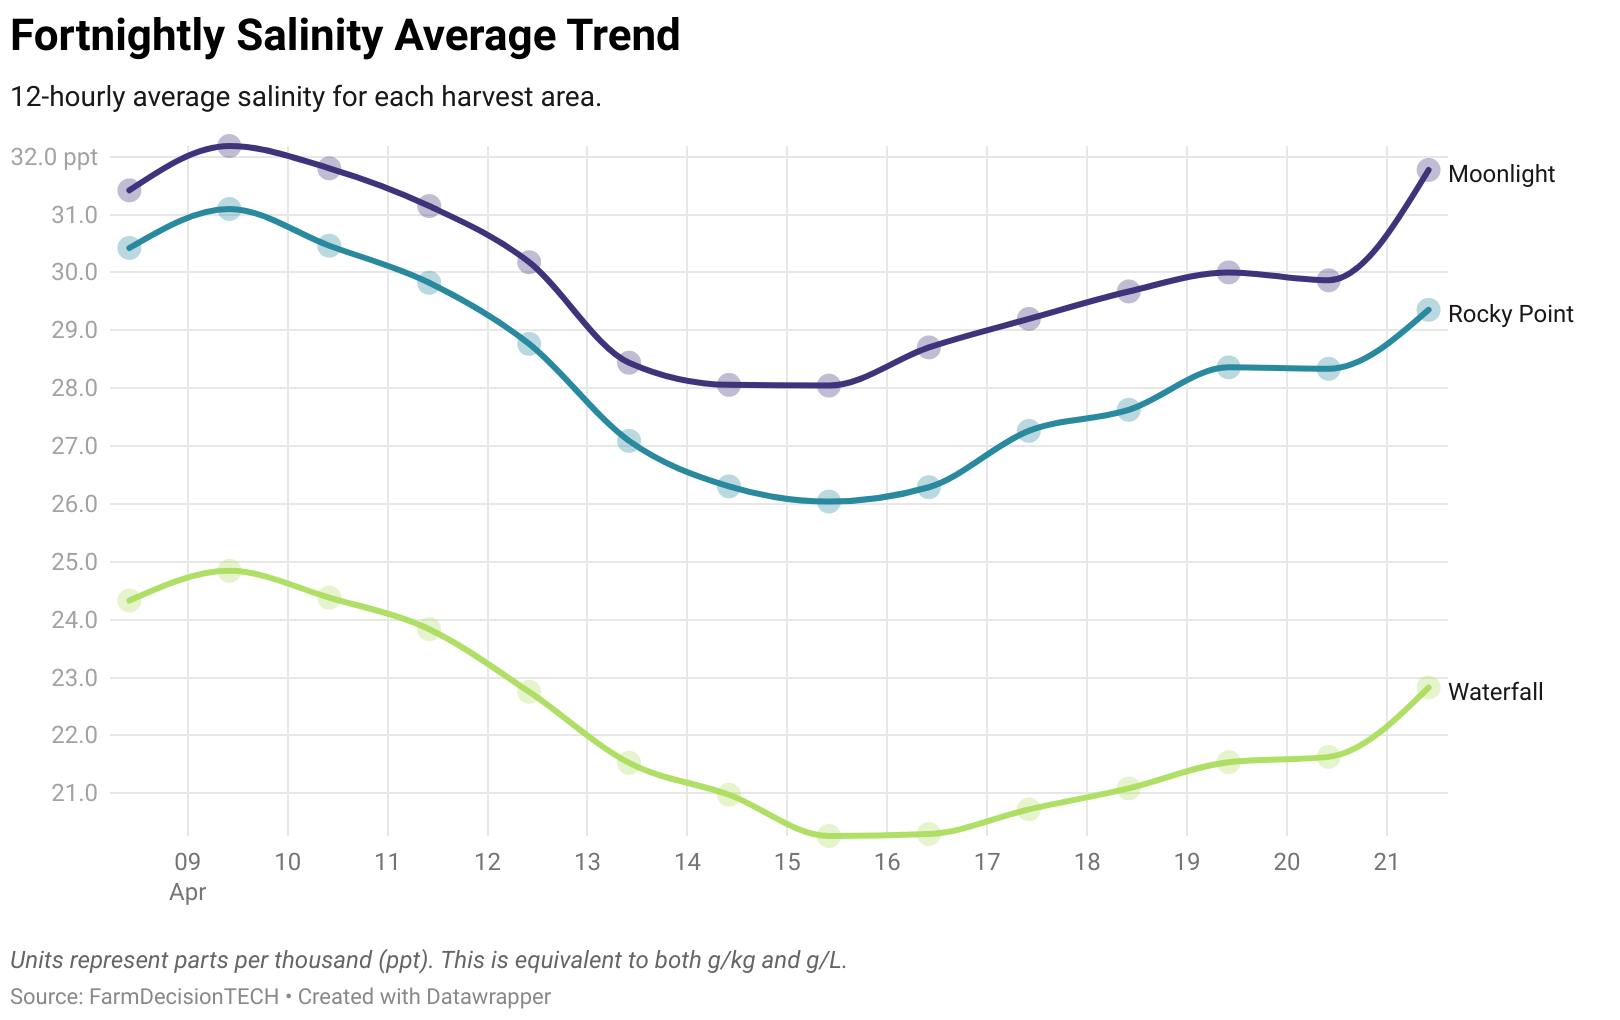 Fortnightly Salinity Average Trend
12-hourly average salinity for each harvest area.
32.0 ppt
31.0
30.0
29.0
28.0
27.0
26.0
25.0
24.0
23.0
22.0
21.0
Moonlight
Rocky Point
Waterfall
09 10 11 12 13 14 15 16 17 18 19 20 21
Apr
Units represent parts per thousand (ppt). This is equivalent to both g/kg and g/L.
Source: FarmDecisionTECH • Created with Datawrapper